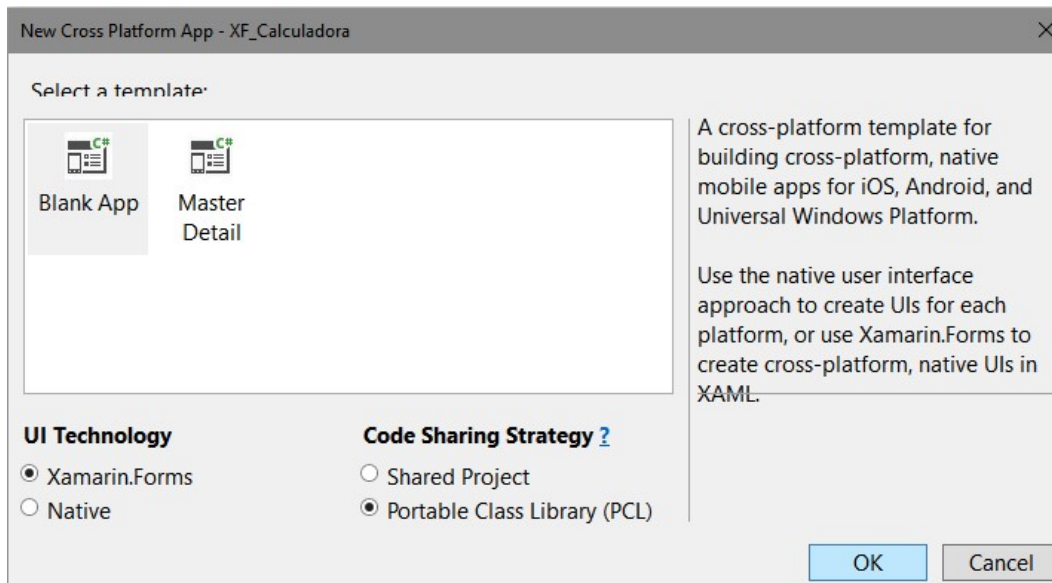 New Cross Platform App - XF_Calculadora
Select a template:
C# C#
Blank App
Master
Detail
A cross-platform template for
building cross-platform, native
mobile apps for iOS, Android, and
Universal Windows Platform.
Use the native user interface
approach to create UIs for each
platform, or use Xamarin.Forms to
create cross-platform, native UIs in
XAML.
UI Technology
Xamarin.Forms
Native
Code Sharing Strategy ?
Shared Project
Portable Class Library (PCL)
OK Cancel